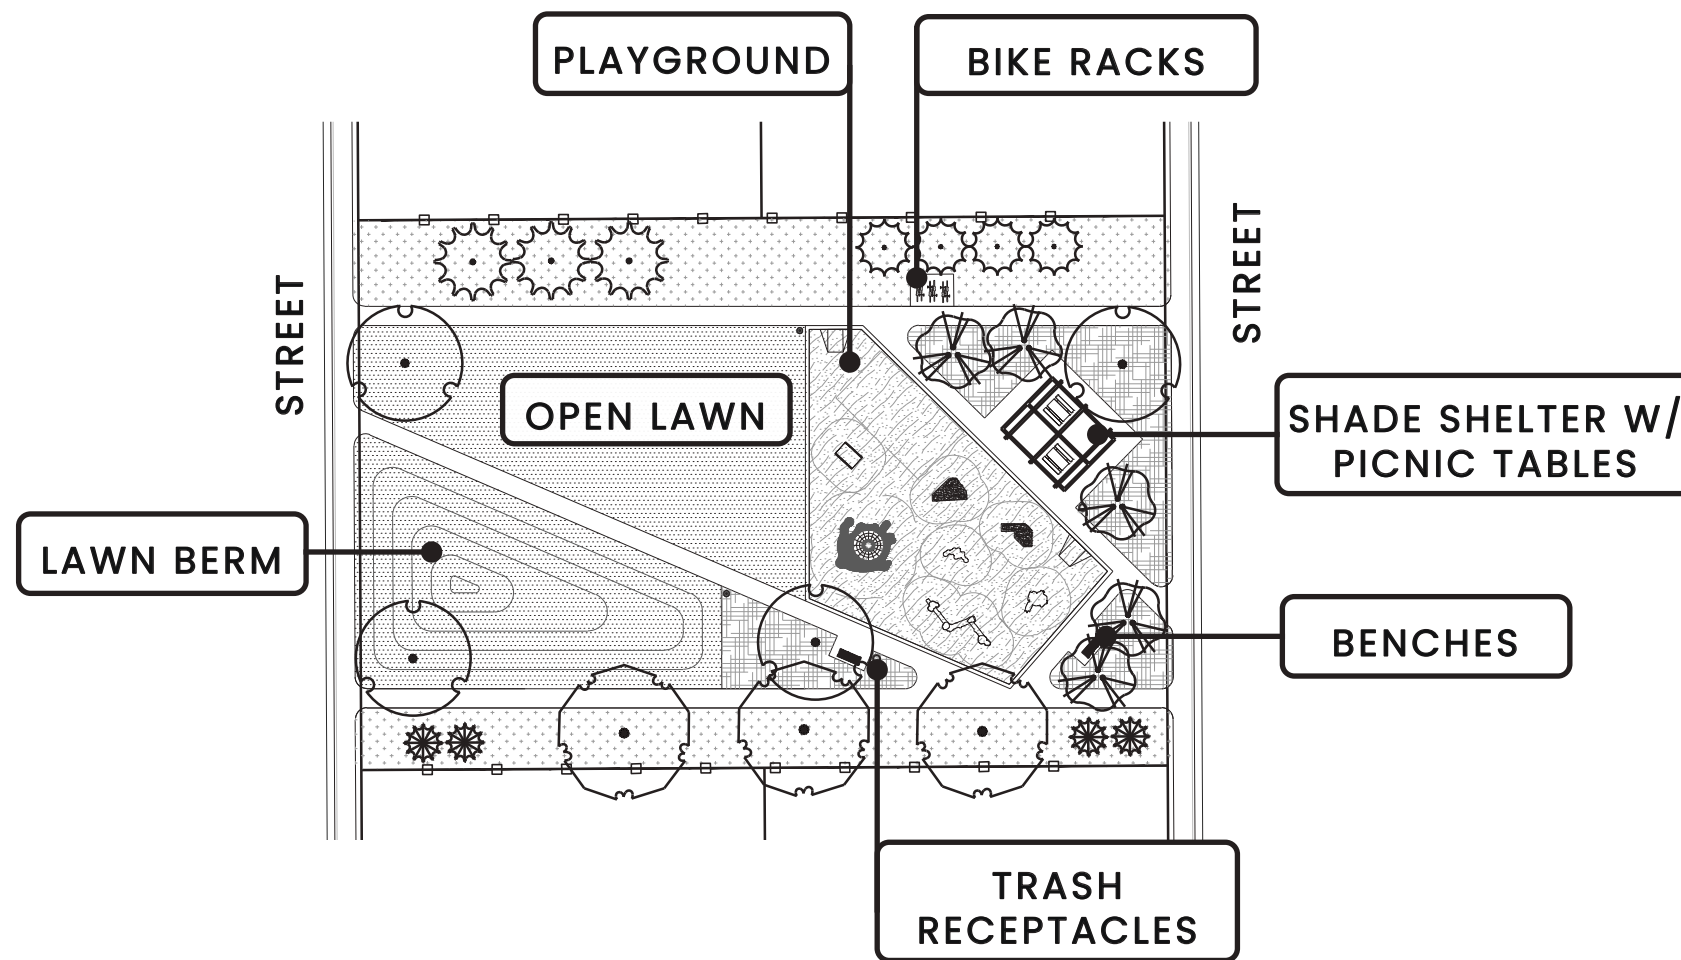 PLAYGROUND
BIKE RACKS
STREET
STREET
OPEN LAWN
SHADE SHELTER W/
PICNIC TABLES
LAWN BERM
BENCHES
TRASH
RECEPTACLES